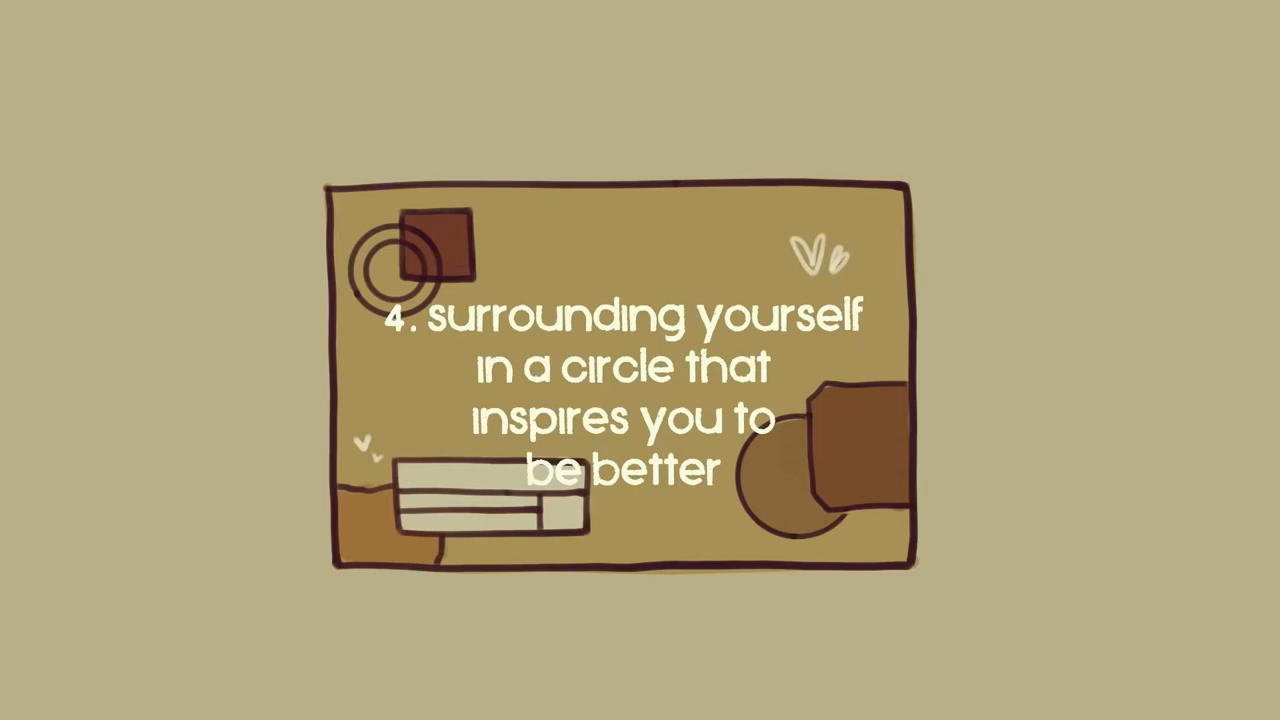 4. surrounding yourself
in a circle that
inspires you to
be better